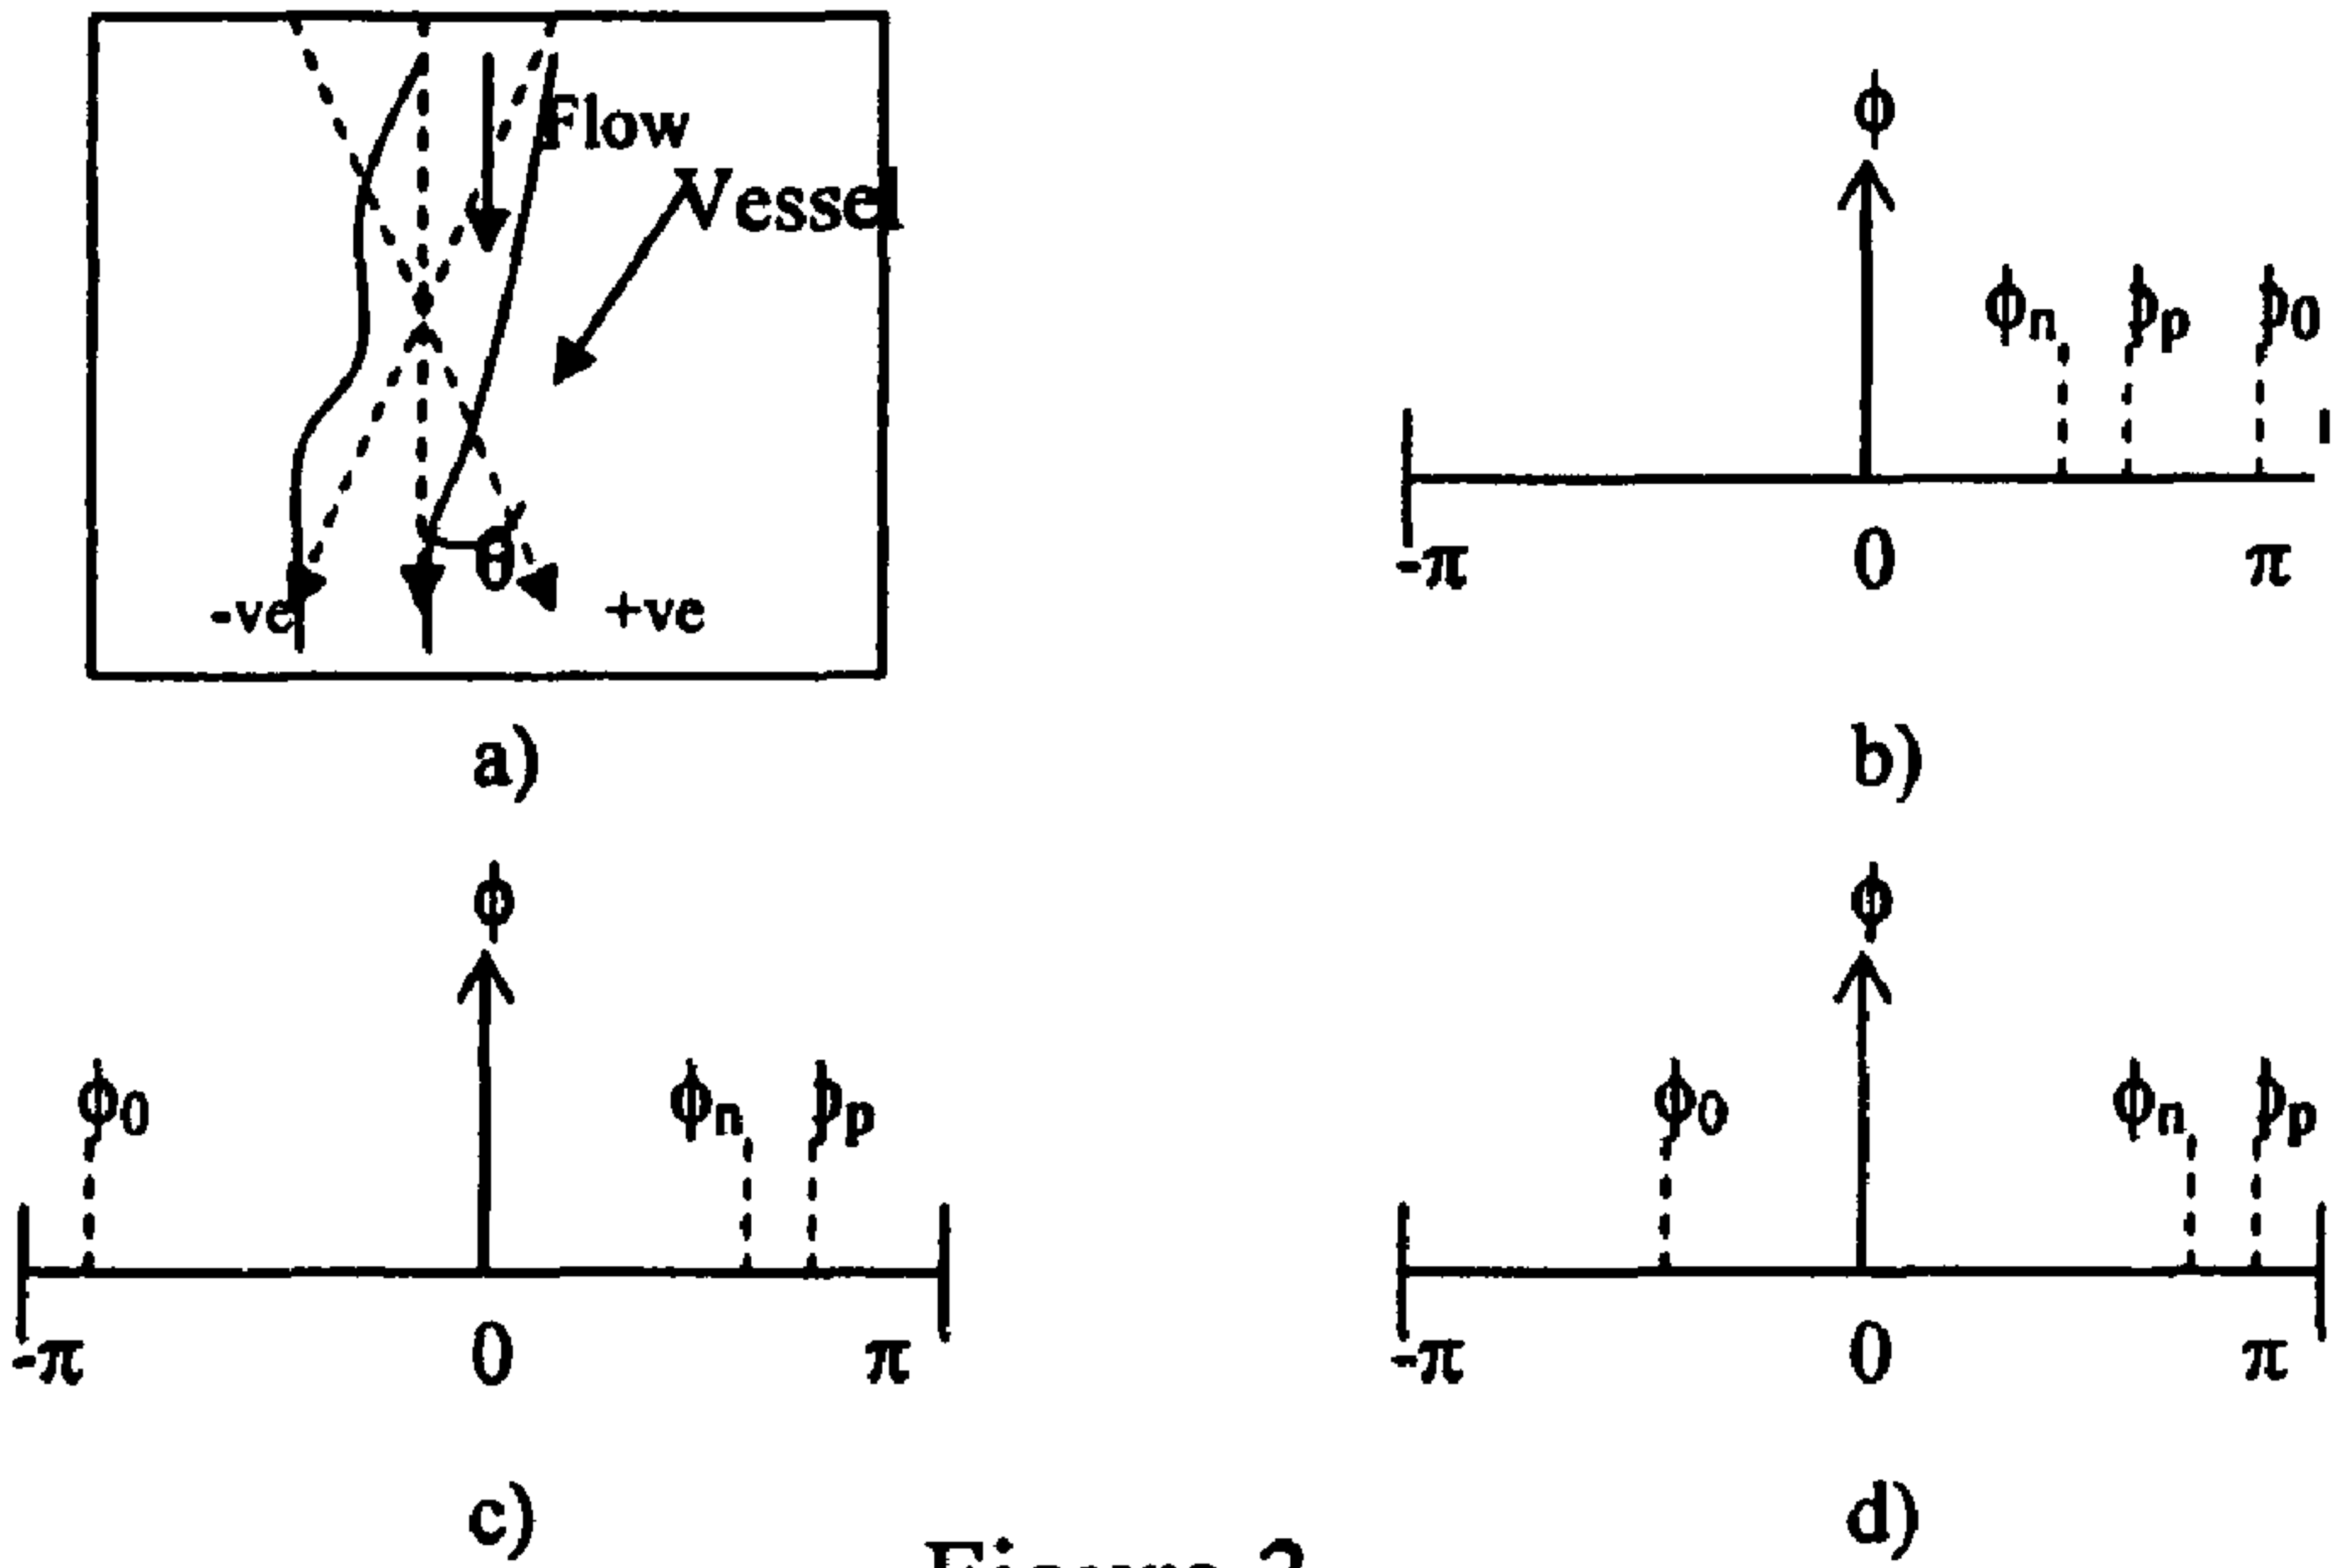 Flow
Vessel
θ
-ve
+ve
a)
ϕ
ϕn ϕp ϕ0
-π 0 π
b)
ϕ
ϕ0 ϕn ϕp
-π 0 π
c)
ϕ
ϕ0 ϕn ϕp
-π 0 π
d)